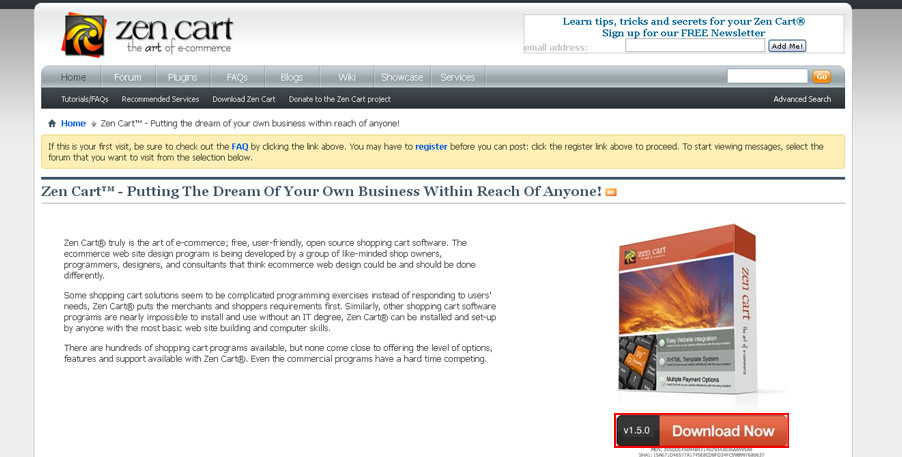 zen cart
the art of e-commerce
Learn tips, tricks and secrets for your Zen Cart®
Sign up for our FREE Newsletter
email address:
Add Me!
Home Forum Plugins FAQs Blogs Wiki Showcase Services
Go
Tutorials/FAQs Recommended Services Download Zen Cart Donate to the Zen Cart project
Advanced Search
Home Zen Cart™ - Putting the dream of your own business within reach of anyone!
If this is your first visit, be sure to check out the FAQ by clicking the link above. You may have to register before you can post: click the register link above to proceed. To start viewing messages, select the
forum that you want to visit from the selection below.
Zen Cart™ - Putting The Dream Of Your Own Business Within Reach Of Anyone!
Zen Cart® truly is the art of e-commerce; free, user-friendly, open source shopping cart software. The
ecommerce web site design program is being developed by a group of like-minded shop owners,
programmers, designers, and consultants that think ecommerce web design could be and should be done
differently.
Some shopping cart solutions seem to be complicated programming exercises instead of responding to users'
needs, Zen Cart® puts the merchants and shoppers requirements first. Similarly, other shopping cart software
programs are nearly impossible to install and use without an IT degree, Zen Cart® can be installed and set-up
by anyone with the most basic web site building and computer skills.
There are hundreds of shopping cart programs available, but none come close to offering the level of options,
features and support available with Zen Cart®. Even the commercial programs have a hard time competing.
zen cart
zen cart
the art of e-commerce
Easy Website Integration
XHTML Template System
Multiple Payment Options
v1.5.0 Download Now